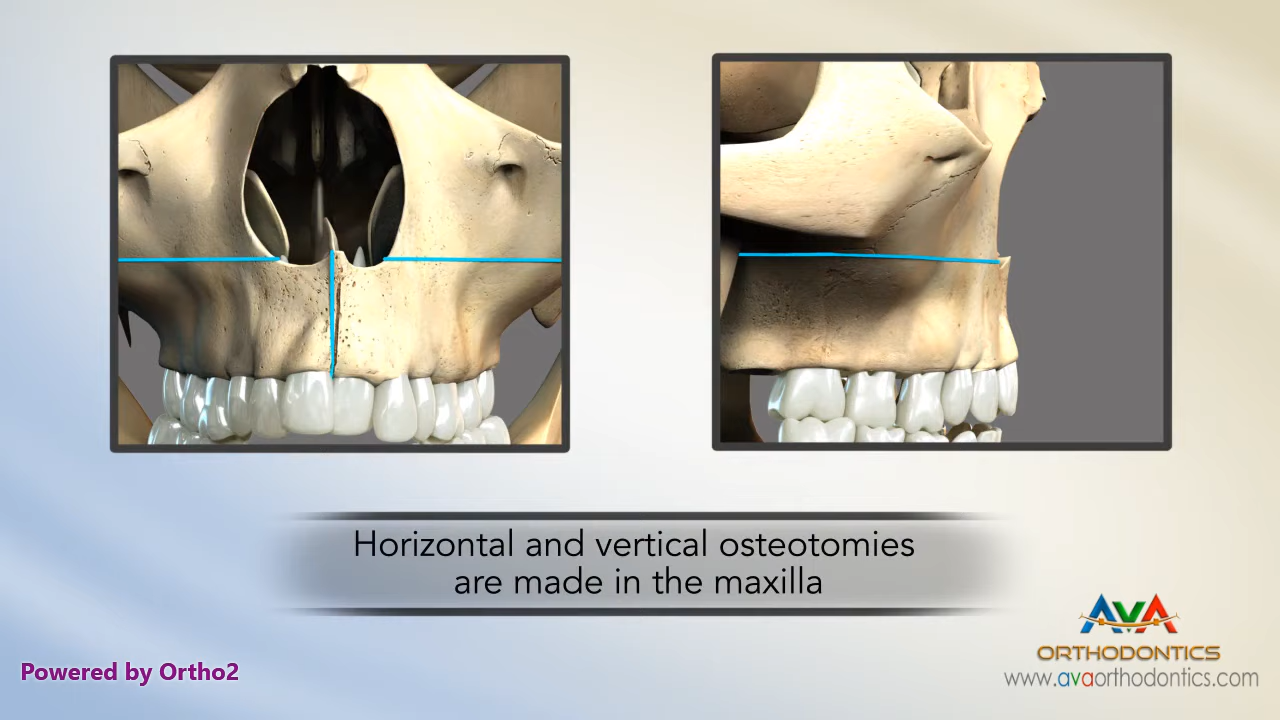 Horizontal and vertical osteotomies
are made in the maxilla
AVA
ORTHODONTICS
www.avaorthodontics.com
Powered by Ortho2